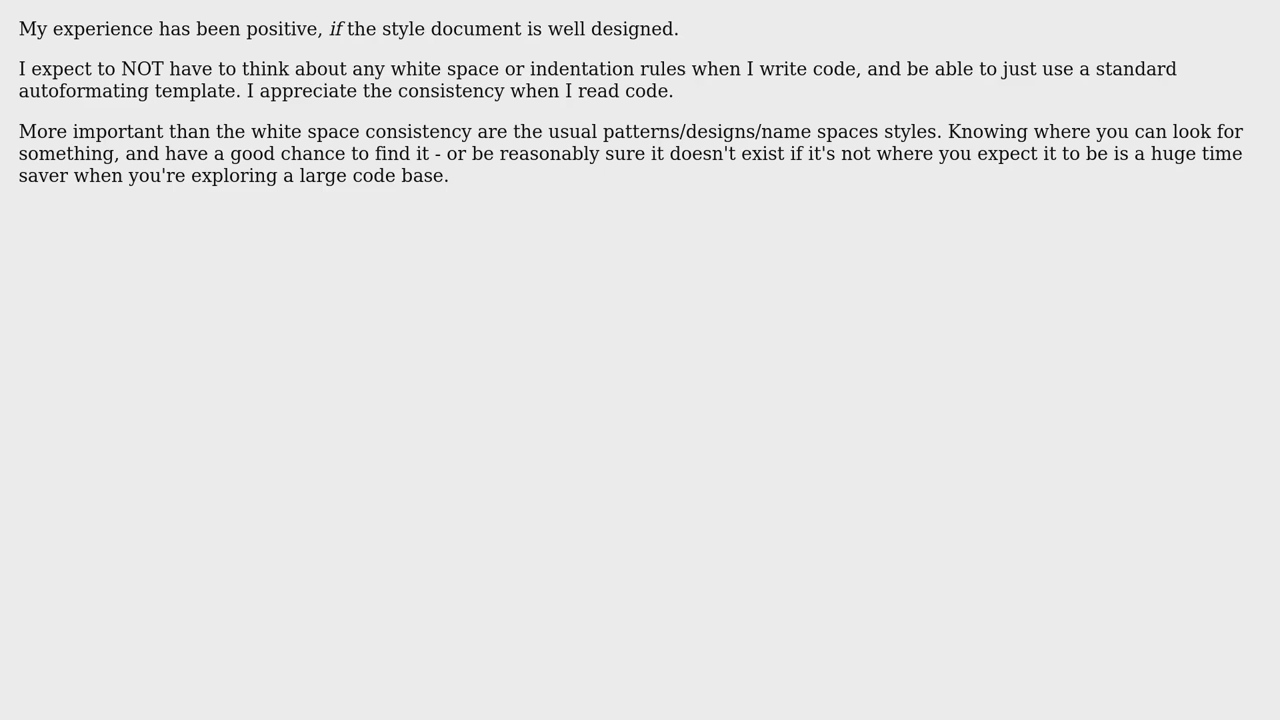 My experience has been positive, if the style document is well designed.
I expect to NOT have to think about any white space or indentation rules when I write code, and be able to just use a standard
autoformating template. I appreciate the consistency when I read code.
More important than the white space consistency are the usual patterns/designs/name spaces styles. Knowing where you can look for
something, and have a good chance to find it - or be reasonably sure it doesn't exist if it's not where you expect it to be is a huge time
saver when you're exploring a large code base.